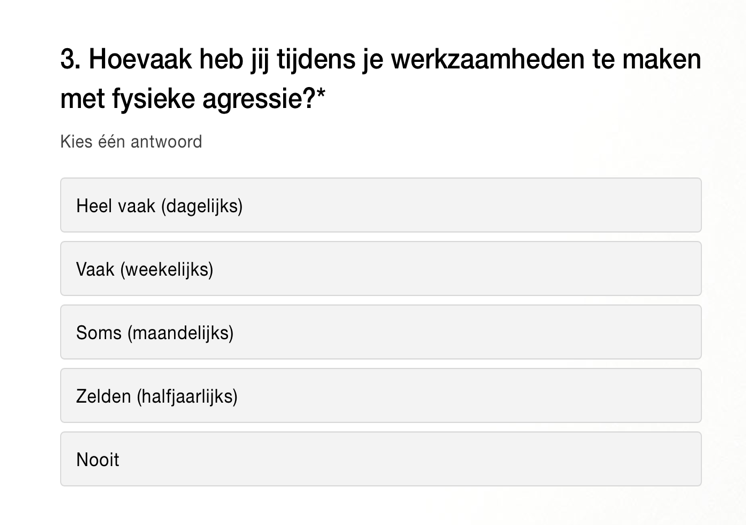 3. Hoevaak heb jij tijdens je werkzaamheden te maken
met fysieke agressie?*
Kies één antwoord
Heel vaak (dagelijks)
Vaak (weekelijks)
Soms (maandelijks)
Zelden (halfjaarlijks)
Nooit